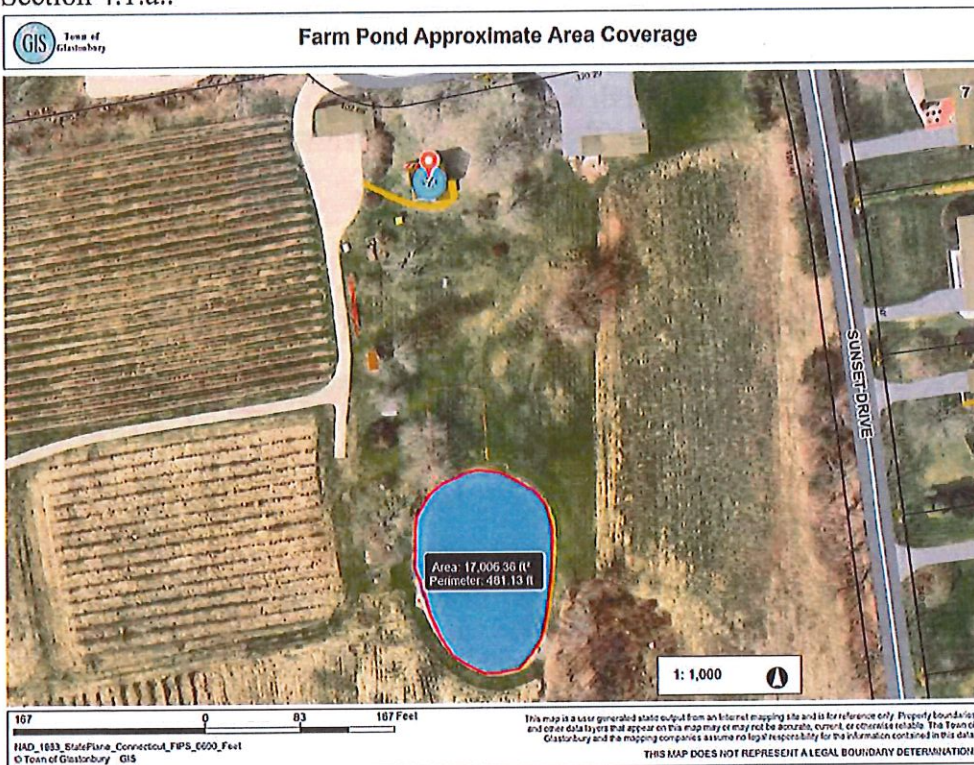 Section 4.1.a..
GIS
Town of
Glastonbury
Farm Pond Approximate Area Coverage
7
SUNSET DRIVE
Area: 17,006.36 ft²
Perimeter: 481.13 ft
1: 1,000
167 0 83 167 Feet
NAD_1983_StatePlane_Connecticut_FIPS_0600_Feet
© Town of Glastonbury GIS
This map is a user generated static output from an Internet mapping site and is for reference only. Property boundaries
and other data layers that appear on this map may or may not be accurate, current, or otherwise reliable. The Town of
Glastonbury and the mapping companies assume no legal responsibility for the information contained in this data.
THIS MAP DOES NOT REPRESENT A LEGAL BOUNDARY DETERMINATION